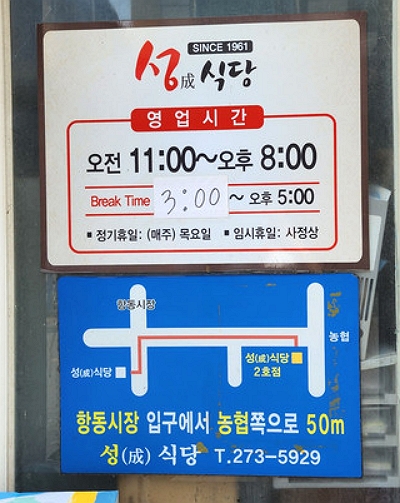 SINCE 1961
성成 식당
영업시간
오전 11:00~오후 8:00
Break Time 3:00 ~ 오후 5:00
▪ 정기휴일: (매주) 목요일 ▪ 임시휴일: 사정상
항동시장
농협
성(成)식당
성(成)식당
2호점
항동시장 입구에서 농협쪽으로 50m
성(成) 식당 T.273-5929